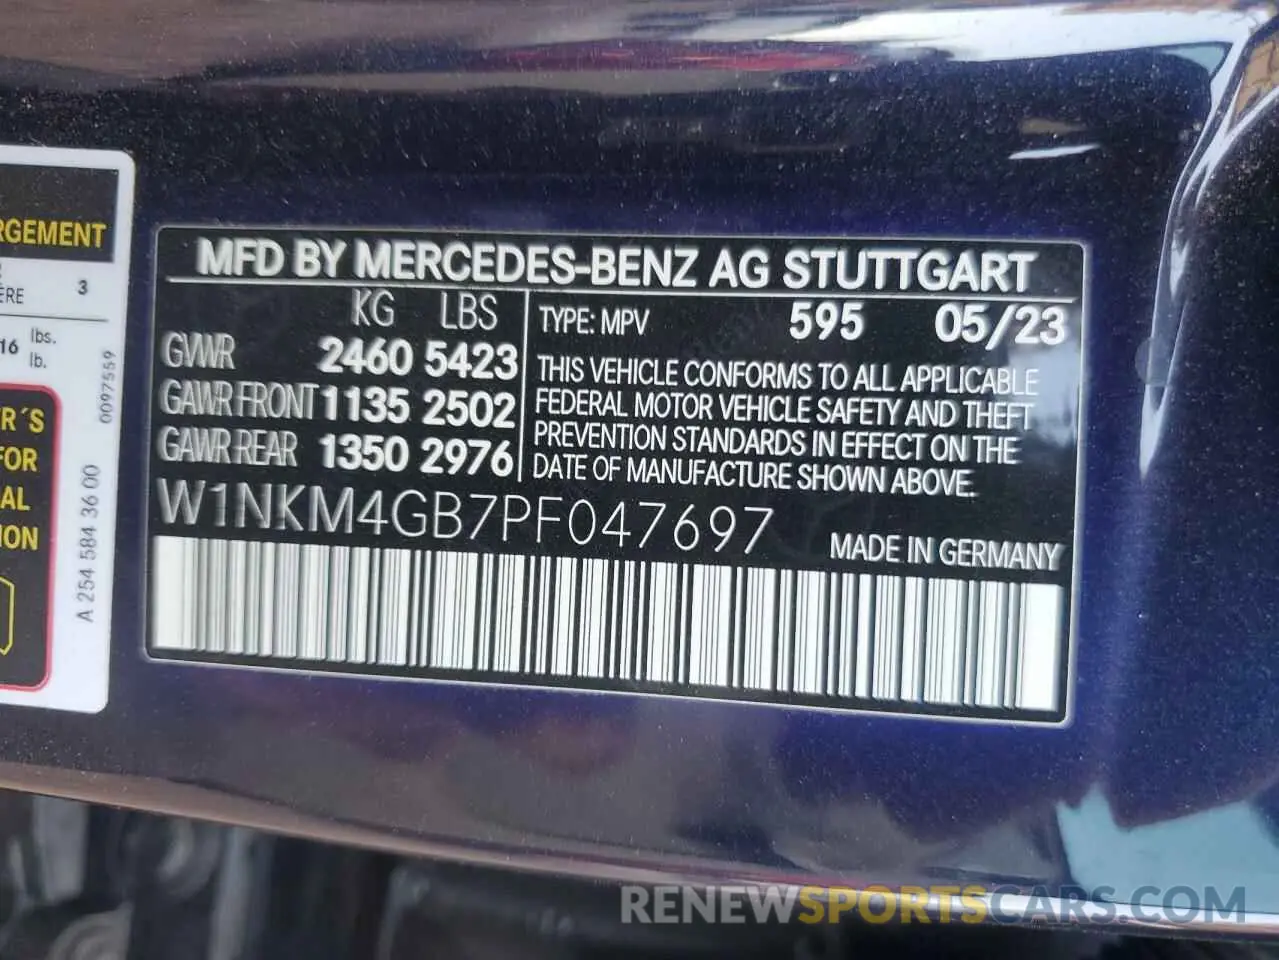 RGEMENT
ERE 3
16 lbs.
lb.
R'S
FOR
AL
ION
0097559
A 254 584 36 00
MFD BY MERCEDES-BENZ AG STUTTGART
KG LBS
GVWR 2460 5423
GAWR FRONT 1135 2502
GAWR REAR 1350 2976
TYPE: MPV 595 05/23
THIS VEHICLE CONFORMS TO ALL APPLICABLE
FEDERAL MOTOR VEHICLE SAFETY AND THEFT
PREVENTION STANDARDS IN EFFECT ON THE
DATE OF MANUFACTURE SHOWN ABOVE.
W1NKM4GB7PF047697
MADE IN GERMANY
RENEWSPORTSCARS.COM